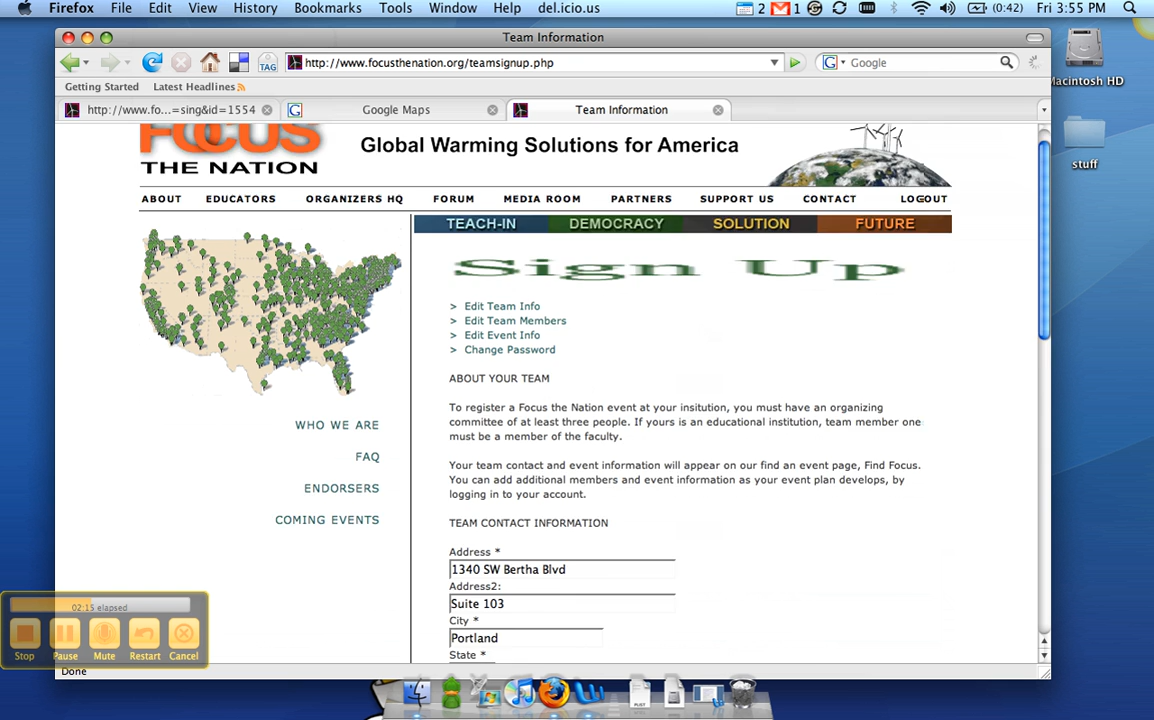 Firefox File Edit View History Bookmarks Tools Window Help del.icio.us 2 1 (0:42) Fri 3:55 PM
Team Information
TAG http://www.focusthenation.org/teamsignup.php Google
Getting Started Latest Headlines
http://www.fo...=sing&id=1554 Google Maps Team Information
Macintosh HD
stuff
FOCUS
THE NATION
Global Warming Solutions for America
ABOUT EDUCATORS ORGANIZERS HQ FORUM MEDIA ROOM PARTNERS SUPPORT US CONTACT LOGOUT
TEACH-IN DEMOCRACY SOLUTION FUTURE
Sign Up
> Edit Team Info
> Edit Team Members
> Edit Event Info
> Change Password
ABOUT YOUR TEAM
To register a Focus the Nation event at your insitution, you must have an organizing
committee of at least three people. If yours is an educational institution, team member one
must be a member of the faculty.
Your team contact and event information will appear on our find an event page, Find Focus.
You can add additional members and event information as your event plan develops, by
logging in to your account.
TEAM CONTACT INFORMATION
Address *
1340 SW Bertha Blvd
Address2:
Suite 103
City *
Portland
State *
WHO WE ARE
FAQ
ENDORSERS
COMING EVENTS
02:15 elapsed
Stop Pause Mute Restart Cancel
Done